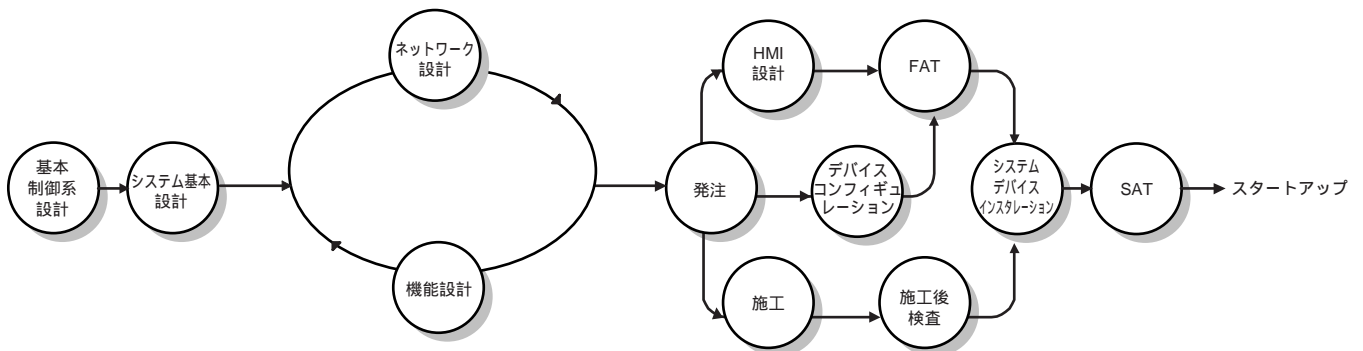 基本
制御系
設計
システム基本
設計
ネットワーク
設計
機能設計
発注
HMI
設計
デバイス
コンフィギュ
レーション
施工
FAT
施工後
検査
システム
デバイス
インスタレーション
SAT
スタートアップ